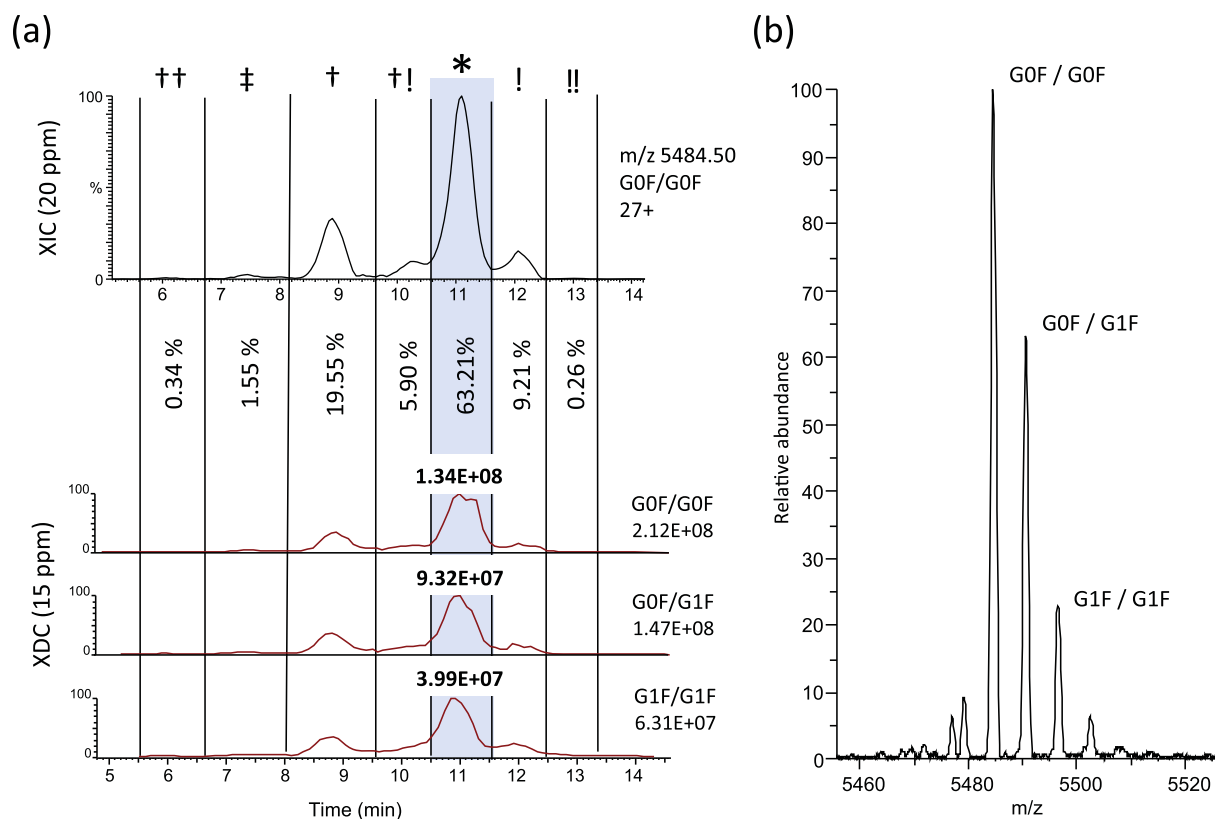 (a)
†† ‡ † †! * ! !!
XIC (20 ppm)
100
%
0
m/z 5484.50
G0F/G0F
27+
6 7 8 9 10 11 12 13 14
0.34 %
1.55 %
19.55 %
5.90 %
63.21%
9.21 %
0.26 %
XDC (15 ppm)
1.34E+08
100
0
G0F/G0F
2.12E+08
9.32E+07
100
0
G0F/G1F
1.47E+08
3.99E+07
100
0
G1F/G1F
6.31E+07
5 6 7 8 9 10 11 12 13 14
Time (min)
(b)
Relative abundance
100
90
80
70
60
50
40
30
20
10
0
G0F / G0F
G0F / G1F
G1F / G1F
5460 5480 5500 5520
m/z